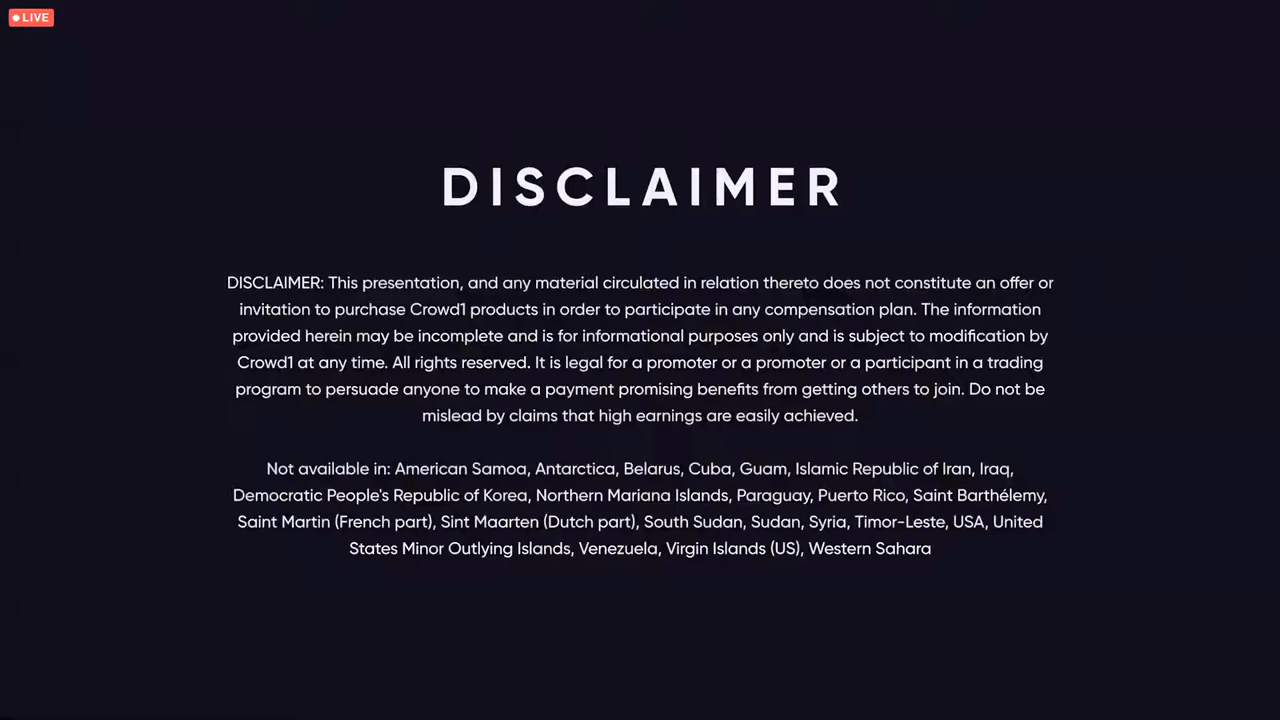 LIVE
DISCLAIMER
DISCLAIMER: This presentation, and any material circulated in relation thereto does not constitute an offer or
invitation to purchase Crowd1 products in order to participate in any compensation plan. The information
provided herein may be incomplete and is for informational purposes only and is subject to modification by
Crowd1 at any time. All rights reserved. It is legal for a promoter or a promoter or a participant in a trading
program to persuade anyone to make a payment promising benefits from getting others to join. Do not be
mislead by claims that high earnings are easily achieved.
Not available in: American Samoa, Antarctica, Belarus, Cuba, Guam, Islamic Republic of Iran, Iraq,
Democratic People's Republic of Korea, Northern Mariana Islands, Paraguay, Puerto Rico, Saint Barthélemy,
Saint Martin (French part), Sint Maarten (Dutch part), South Sudan, Sudan, Syria, Timor-Leste, USA, United
States Minor Outlying Islands, Venezuela, Virgin Islands (US), Western Sahara